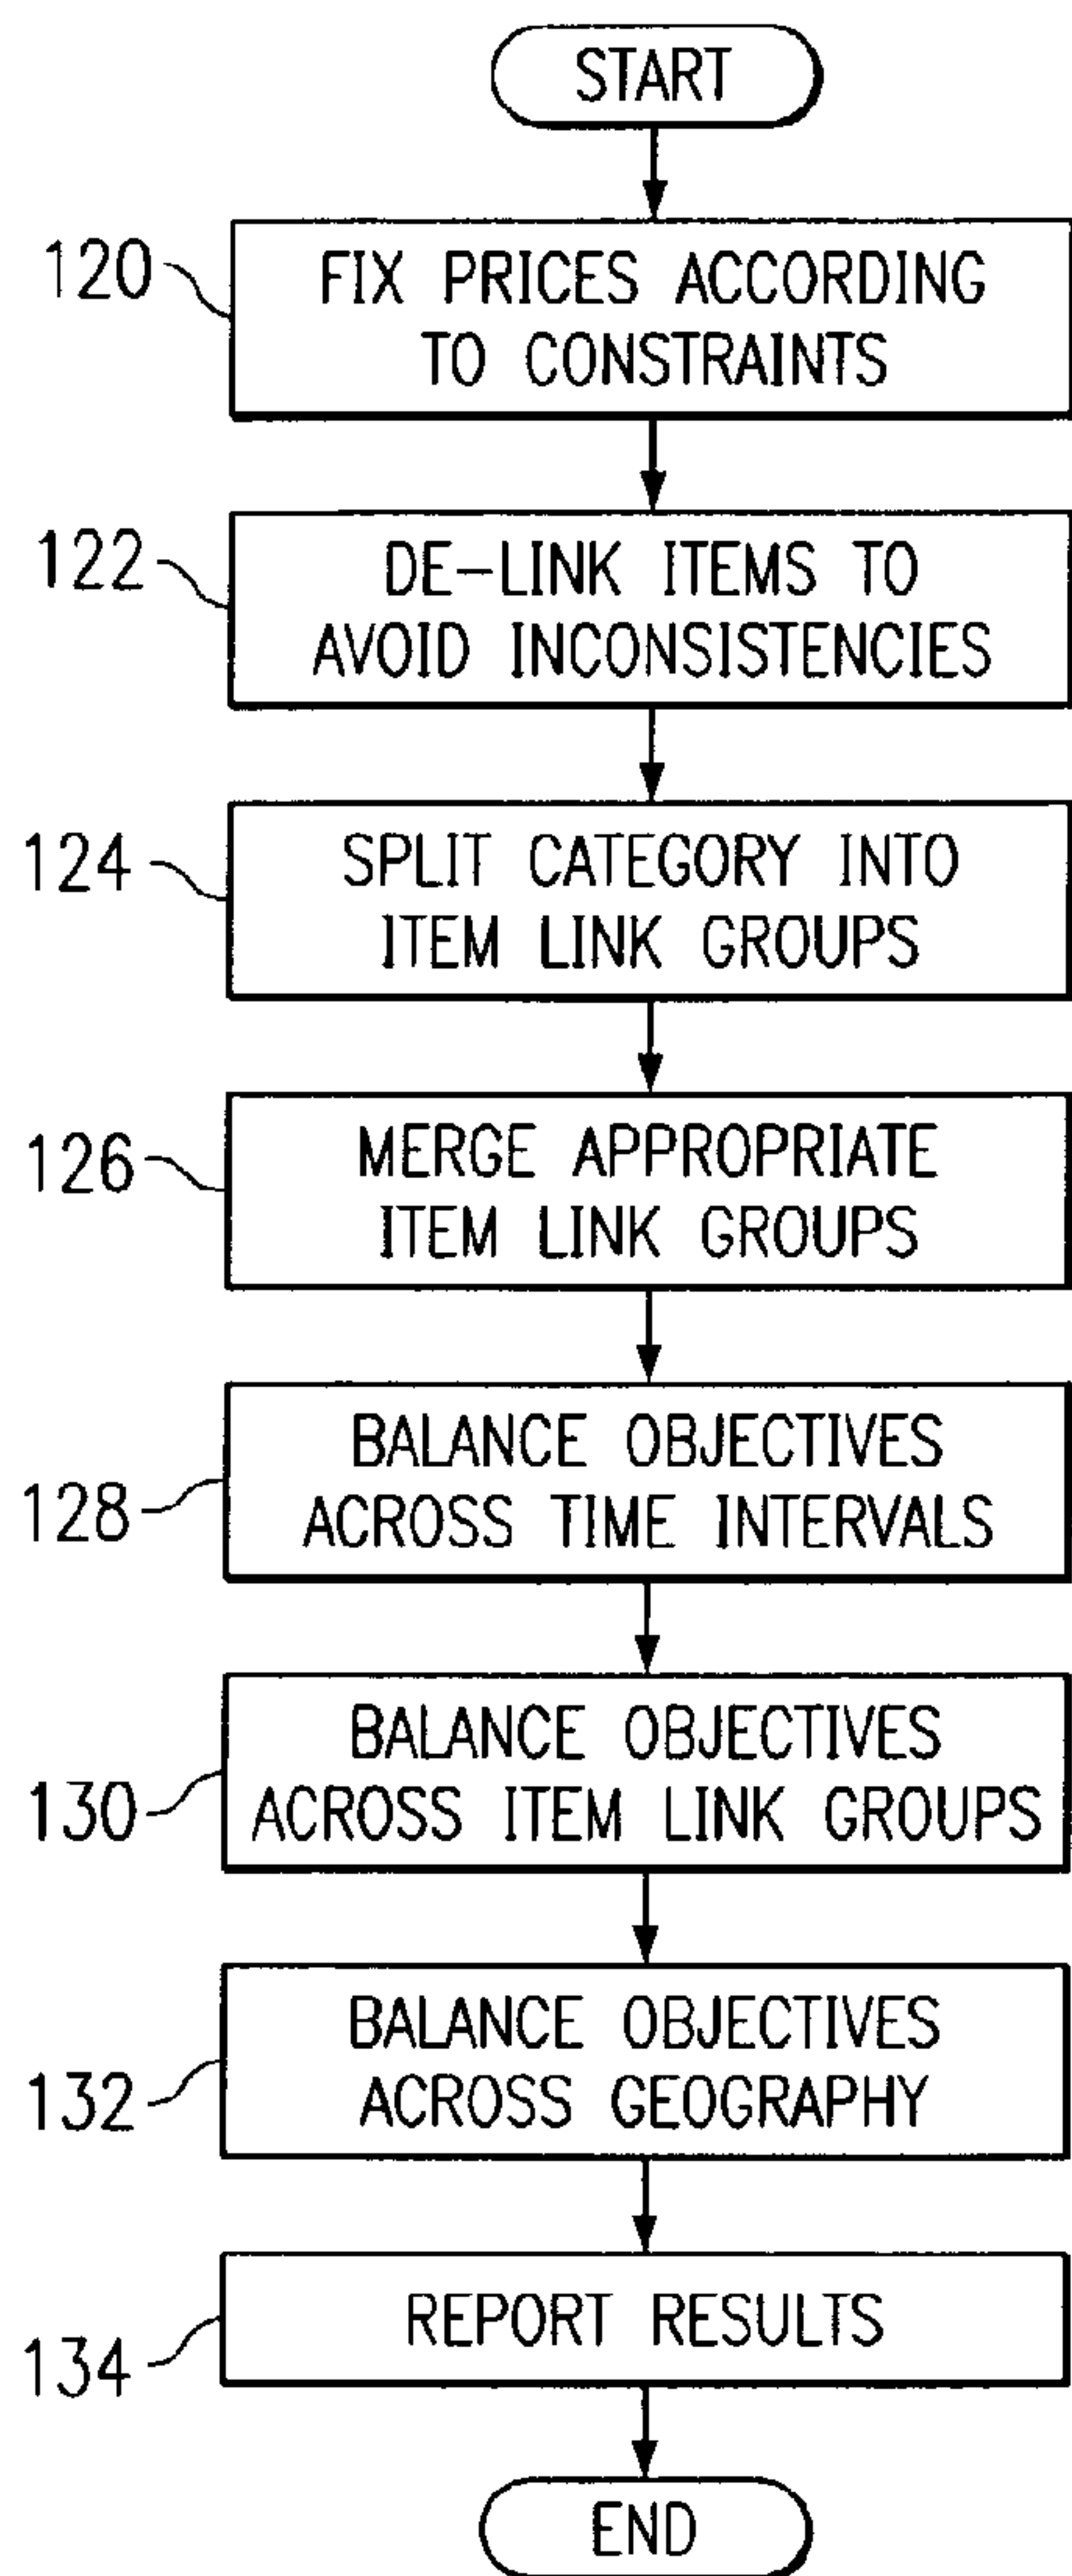 START
120
FIX PRICES ACCORDING
TO CONSTRAINTS
122
DE-LINK ITEMS TO
AVOID INCONSISTENCIES
124
SPLIT CATEGORY INTO
ITEM LINK GROUPS
126
MERGE APPROPRIATE
ITEM LINK GROUPS
128
BALANCE OBJECTIVES
ACROSS TIME INTERVALS
130
BALANCE OBJECTIVES
ACROSS ITEM LINK GROUPS
132
BALANCE OBJECTIVES
ACROSS GEOGRAPHY
134
REPORT RESULTS
END